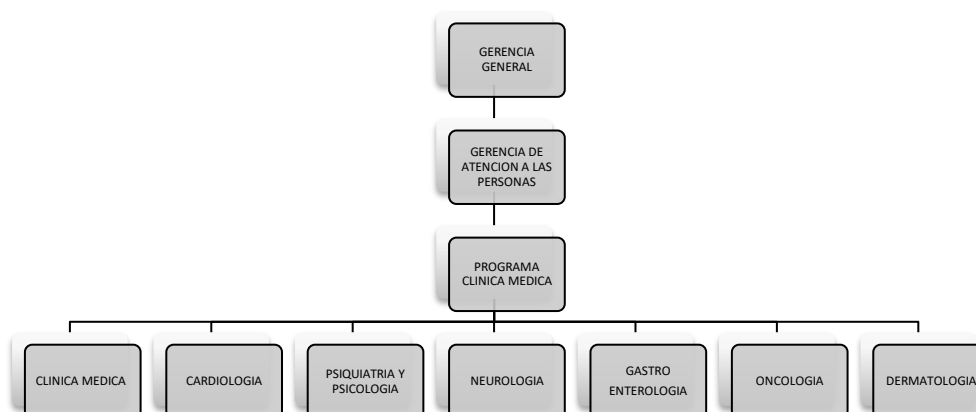 GERENCIA
GENERAL
GERENCIA DE
ATENCION A LAS
PERSONAS
PROGRAMA
CLINICA MEDICA
CLINICA MEDICA
CARDIOLOGIA
PSIQUIATRIA Y
PSICOLOGIA
NEUROLOGIA
GASTRO
ENTEROLOGIA
ONCOLOGIA
DERMATOLOGIA